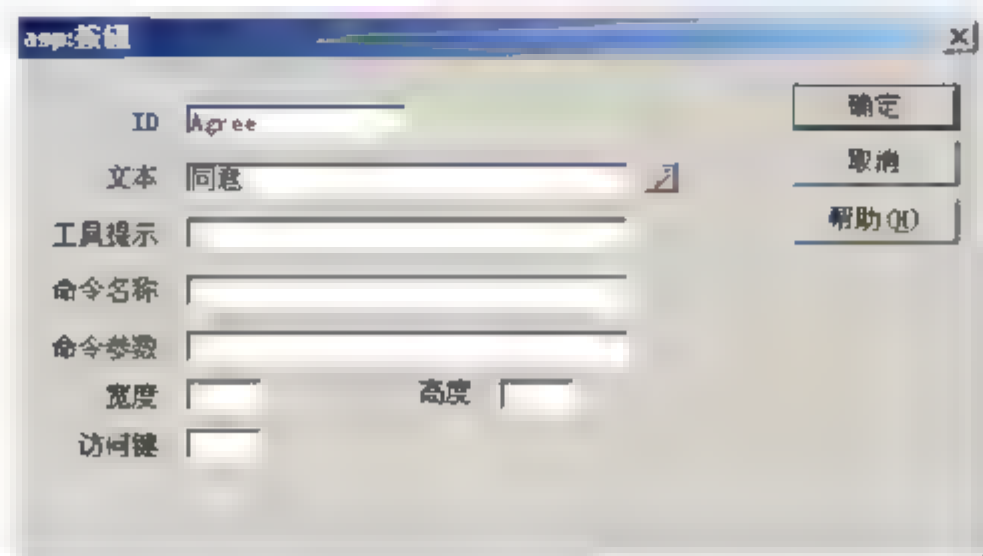 asp:按钮
ID Agree
确定
文本 同意
取消
工具提示
帮助(H)
命令名称
命令参数
宽度 高度
访问键